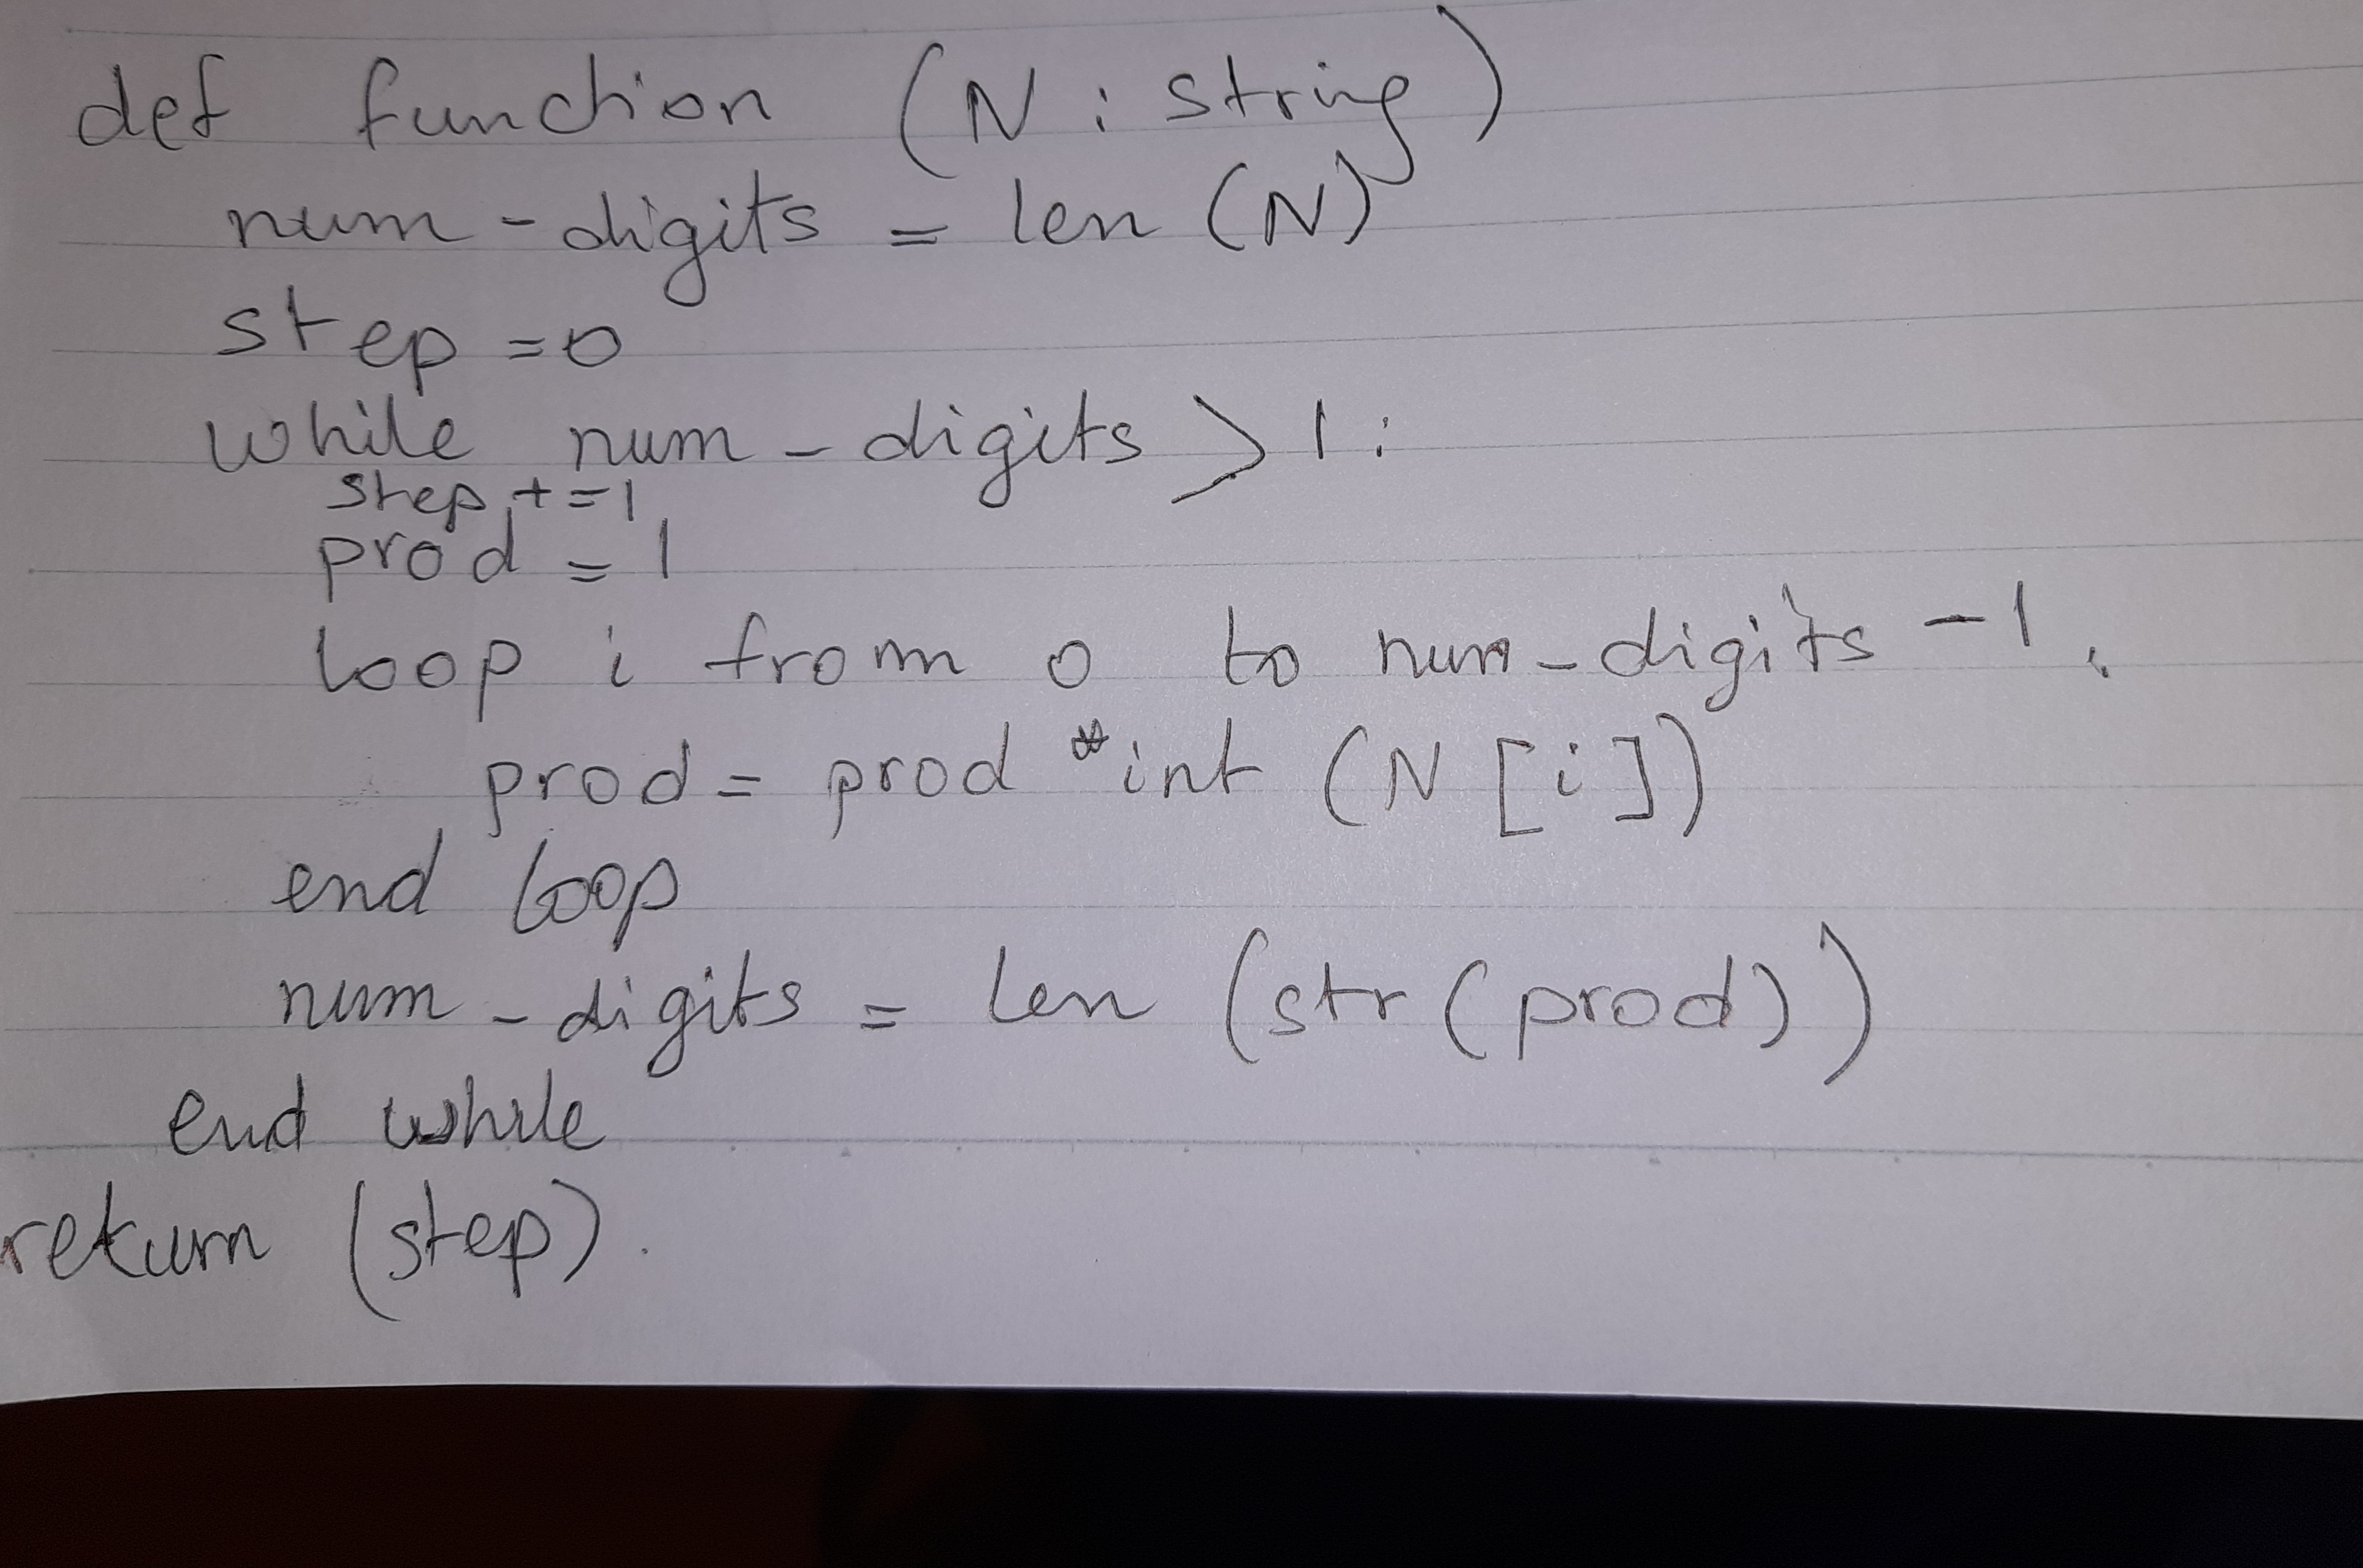 def function (N : string)
num-digits = len (N)
step =0
while num-digits > 1 :
step +=1
prod = 1
loop i from 0 to num-digits -1 :
prod = prod * int (N [i])
end loop
num-digits = len (str (prod))
end while
return (step).